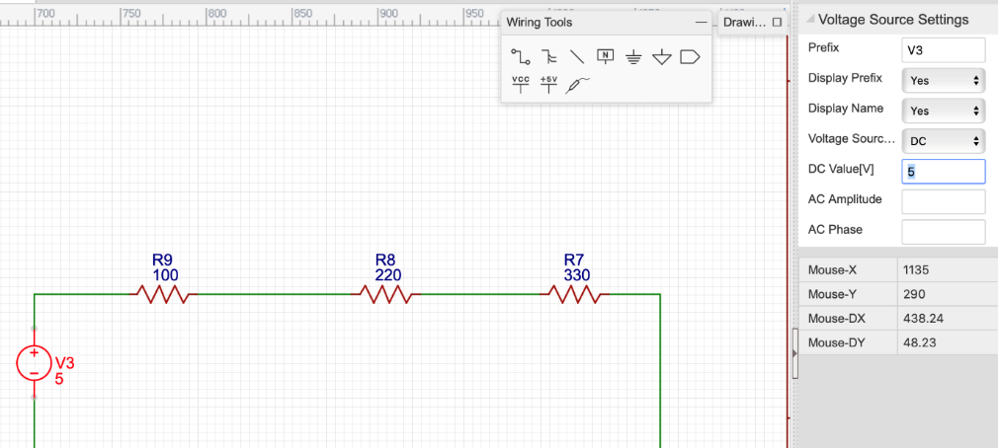 700
750
800
850
900
950
Wiring Tools
Drawi...
N
VCC
+5V
Voltage Source Settings
Prefix
V3
Display Prefix
Yes
Display Name
Yes
Voltage Sourc...
DC
DC Value[V]
5
AC Amplitude
AC Phase
Mouse-X
1135
Mouse-Y
290
Mouse-DX
438.24
Mouse-DY
48.23
R9
100
R8
220
R7
330
V3
5